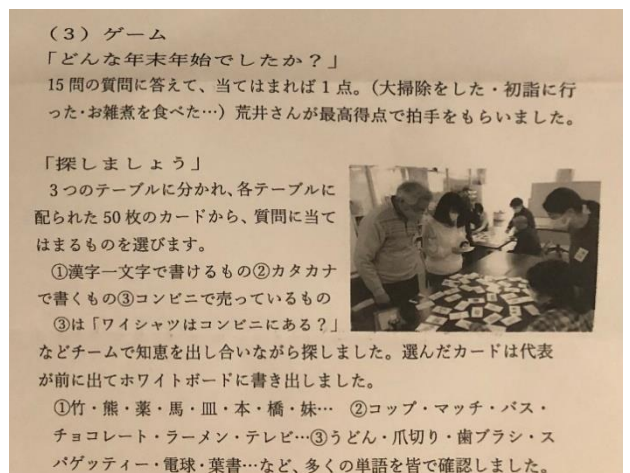 （３）ゲーム
「どんな年末年始でしたか？」
15問の質問に答えて、当てはまれば１点。（大掃除をした・初詣に行
った・お雑煮を食べた…）荒井さんが最高得点で拍手をもらいました。
「探しましょう」
３つのテーブルに分かれ、各テーブルに
配られた50枚のカードから、質問に当て
はまるものを選びます。
①漢字一文字で書けるもの②カタカナ
で書くもの③コンビニで売っているもの
③は「ワイシャツはコンビニにある？」
などチームで知恵を出し合いながら探しました。選んだカードは代表
が前に出てホワイトボードに書き出しました。
①竹・熊・薬・馬・皿・本・橋・妹… ②コップ・マッチ・バス・
チョコレート・ラーメン・テレビ…③うどん・爪切り・歯ブラシ・ス
パゲッティー・電球・葉書…など、多くの単語を皆で確認しました。